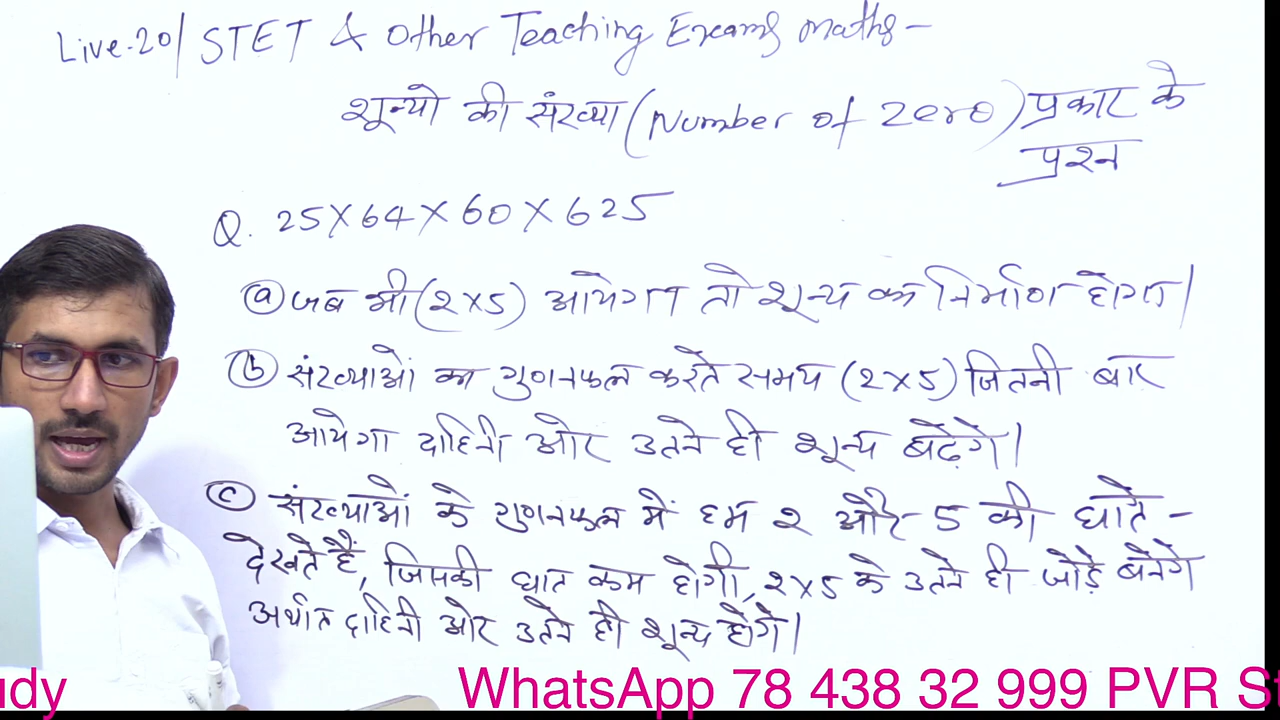 Live-20/ STET & Other Teaching Exams maths-
शून्यो की संख्या (Number of Zero) प्रकार के
प्रश्न
Q. 25×64×60×625
(a) जब भी (2×5) आयेगा तो शून्य का निर्माण होगा।
(b) संख्याओं का गुणनफल करते समय (2×5) जितनी बार
आयेगा दाहिनी ओर उतने ही शून्य बढ़ेंगे।
(c) संख्याओं के गुणनफल में हम 2 और 5 की घाते -
देखते हैं, जिसकी घात कम होगी, 2×5 के उतने ही जोड़े बनेगे
अर्थात दाहिनी ओर उतने ही शून्य होंगे।
udy WhatsApp 78 438 32 999 PVR St